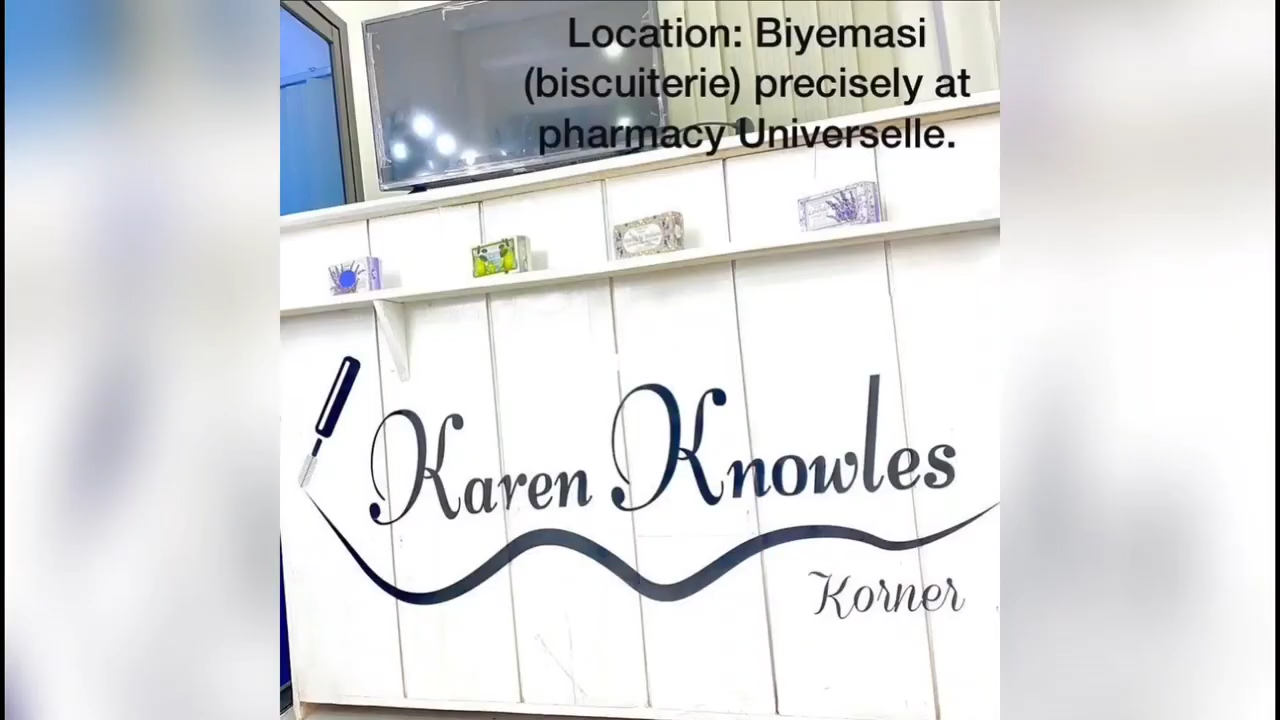 Location: Biyemasi
(biscuiterie) precisely at
pharmacy Universelle.
Karen Knowles
Korner